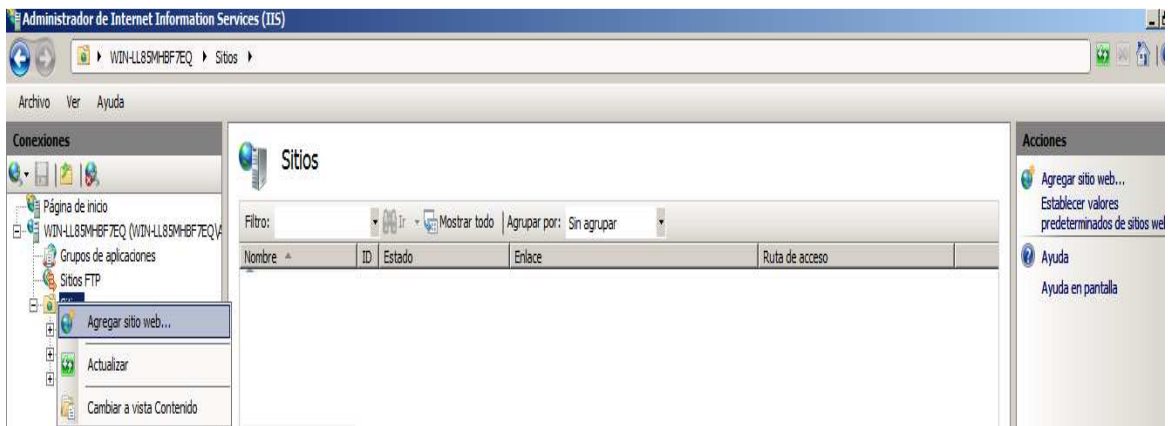 Administrador de Internet Information Services (IIS)
WIN-LL85MHBF7EQ Sitios
Archivo Ver Ayuda
Conexiones
Página de inicio
WIN-LL85MHBF7EQ (WIN-LL85MHBF7EQ\A
Grupos de aplicaciones
Sitios FTP
Agregar sitio web...
Actualizar
Cambiar a vista Contenido
Sitios
Filtro: Ir Mostrar todo Agrupar por: Sin agrupar
Nombre ID Estado Enlace Ruta de acceso
Acciones
Agregar sitio web...
Establecer valores
predeterminados de sitios wel
Ayuda
Ayuda en pantalla